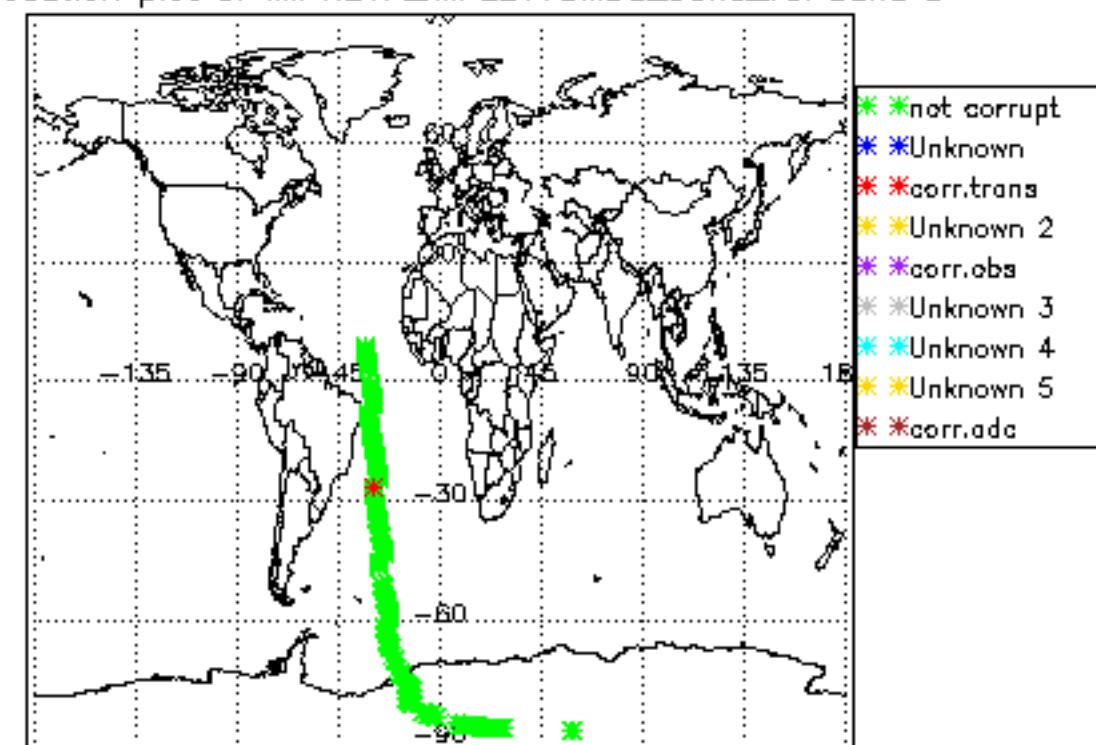 not corrupt
Unknown
corr.trans
Unknown 2
corr.obs
Unknown 3
Unknown 4
Unknown 5
corr.adc
60
-135 -90 45 0 45 90 135
-30
-60
-90